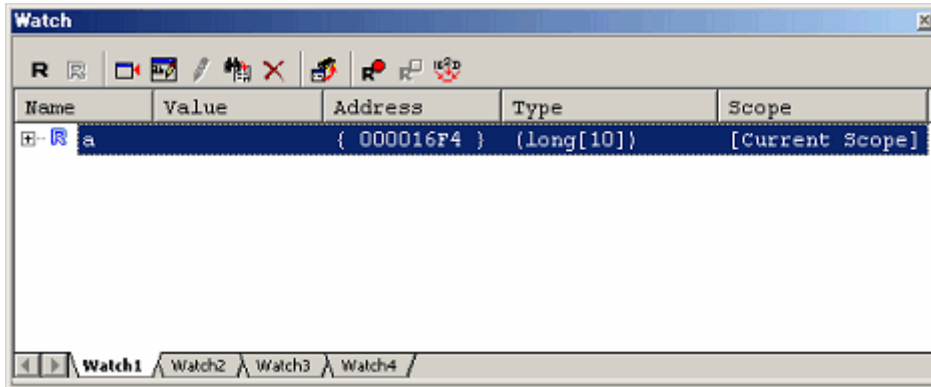 Watch
R R R R
Name Value Address Type Scope
R a { 000016F4 } (long[10]) [Current Scope]
Watch1 Watch2 Watch3 Watch4